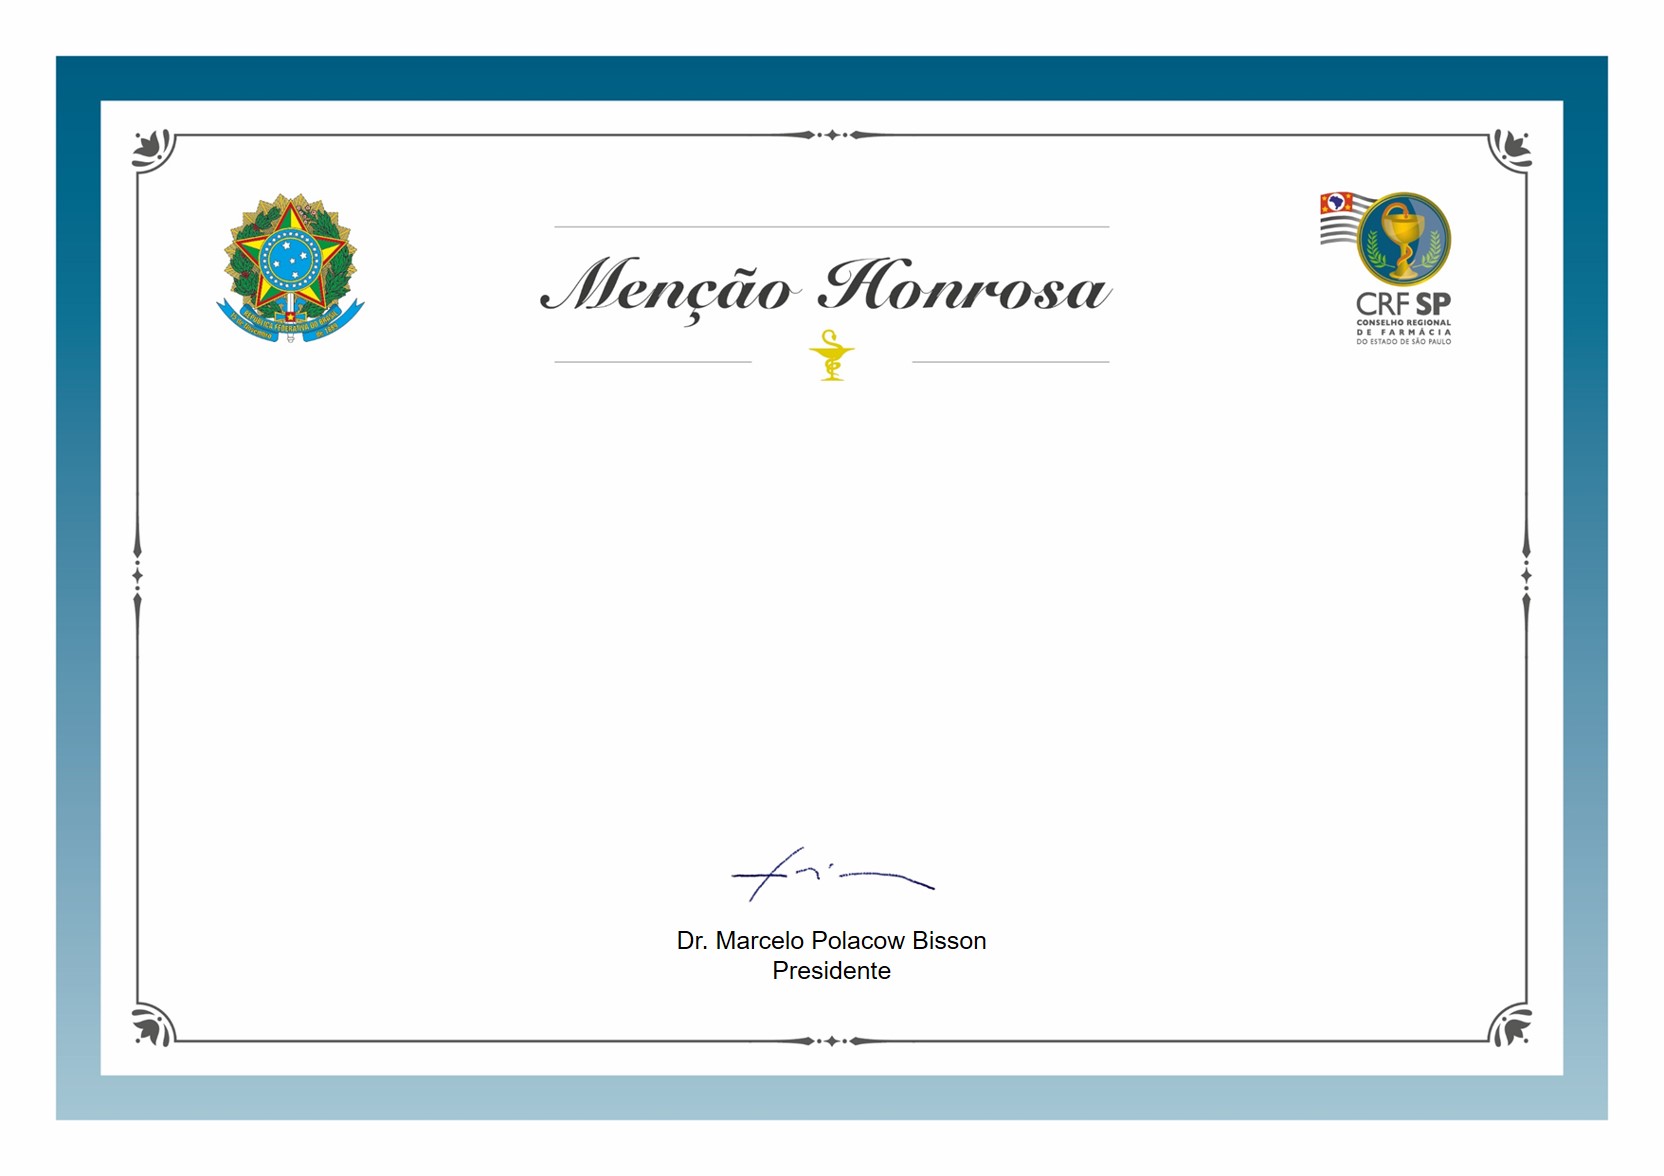 Menção Honrosa
REPÚBLICA FEDERATIVA DO BRASIL
15 de Novembro de 1889
CRF SP
CONSELHO REGIONAL
DE FARMÁCIA
DO ESTADO DE SÃO PAULO
Dr. Marcelo Polacow Bisson
Presidente